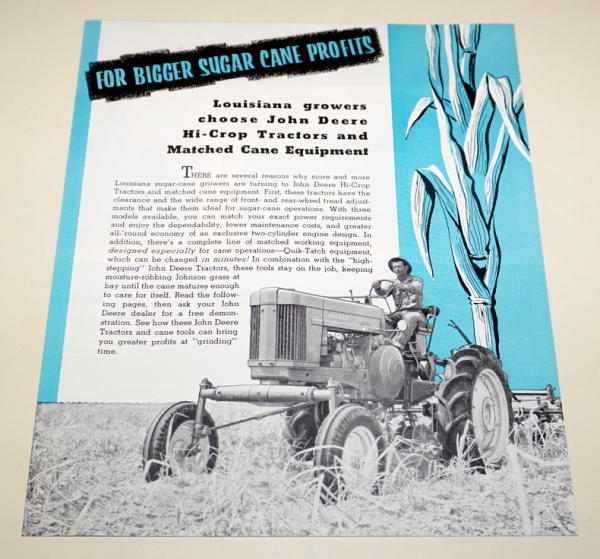 FOR BIGGER SUGAR CANE PROFITS
Louisiana growers
choose John Deere
Hi-Crop Tractors and
Matched Cane Equipment
THERE are several reasons why more and more
Louisiana sugar-cane growers are turning to John Deere Hi-Crop
Tractors and matched cane equipment. First, these tractors have the
clearance and the wide range of front- and rear-wheel tread adjust-
ments that make them ideal for sugar-cane operations. With three
models available, you can match your exact power requirements
and enjoy the dependability, lower maintenance costs, and greater
all-'round economy of an exclusive two-cylinder engine design. In
addition, there's a complete line of matched working equipment,
designed especially for cane operations—Quik-Tatch equipment,
which can be changed in minutes! In combination with the "high-
stepping" John Deere Tractors, these tools stay on the job, keeping
moisture-robbing Johnson grass at
bay until the cane matures enough
to care for itself. Read the follow-
ing pages, then ask your John
Deere dealer for a free demon-
stration. See how these John Deere
Tractors and cane tools can bring
you greater profits at "grinding"
time.